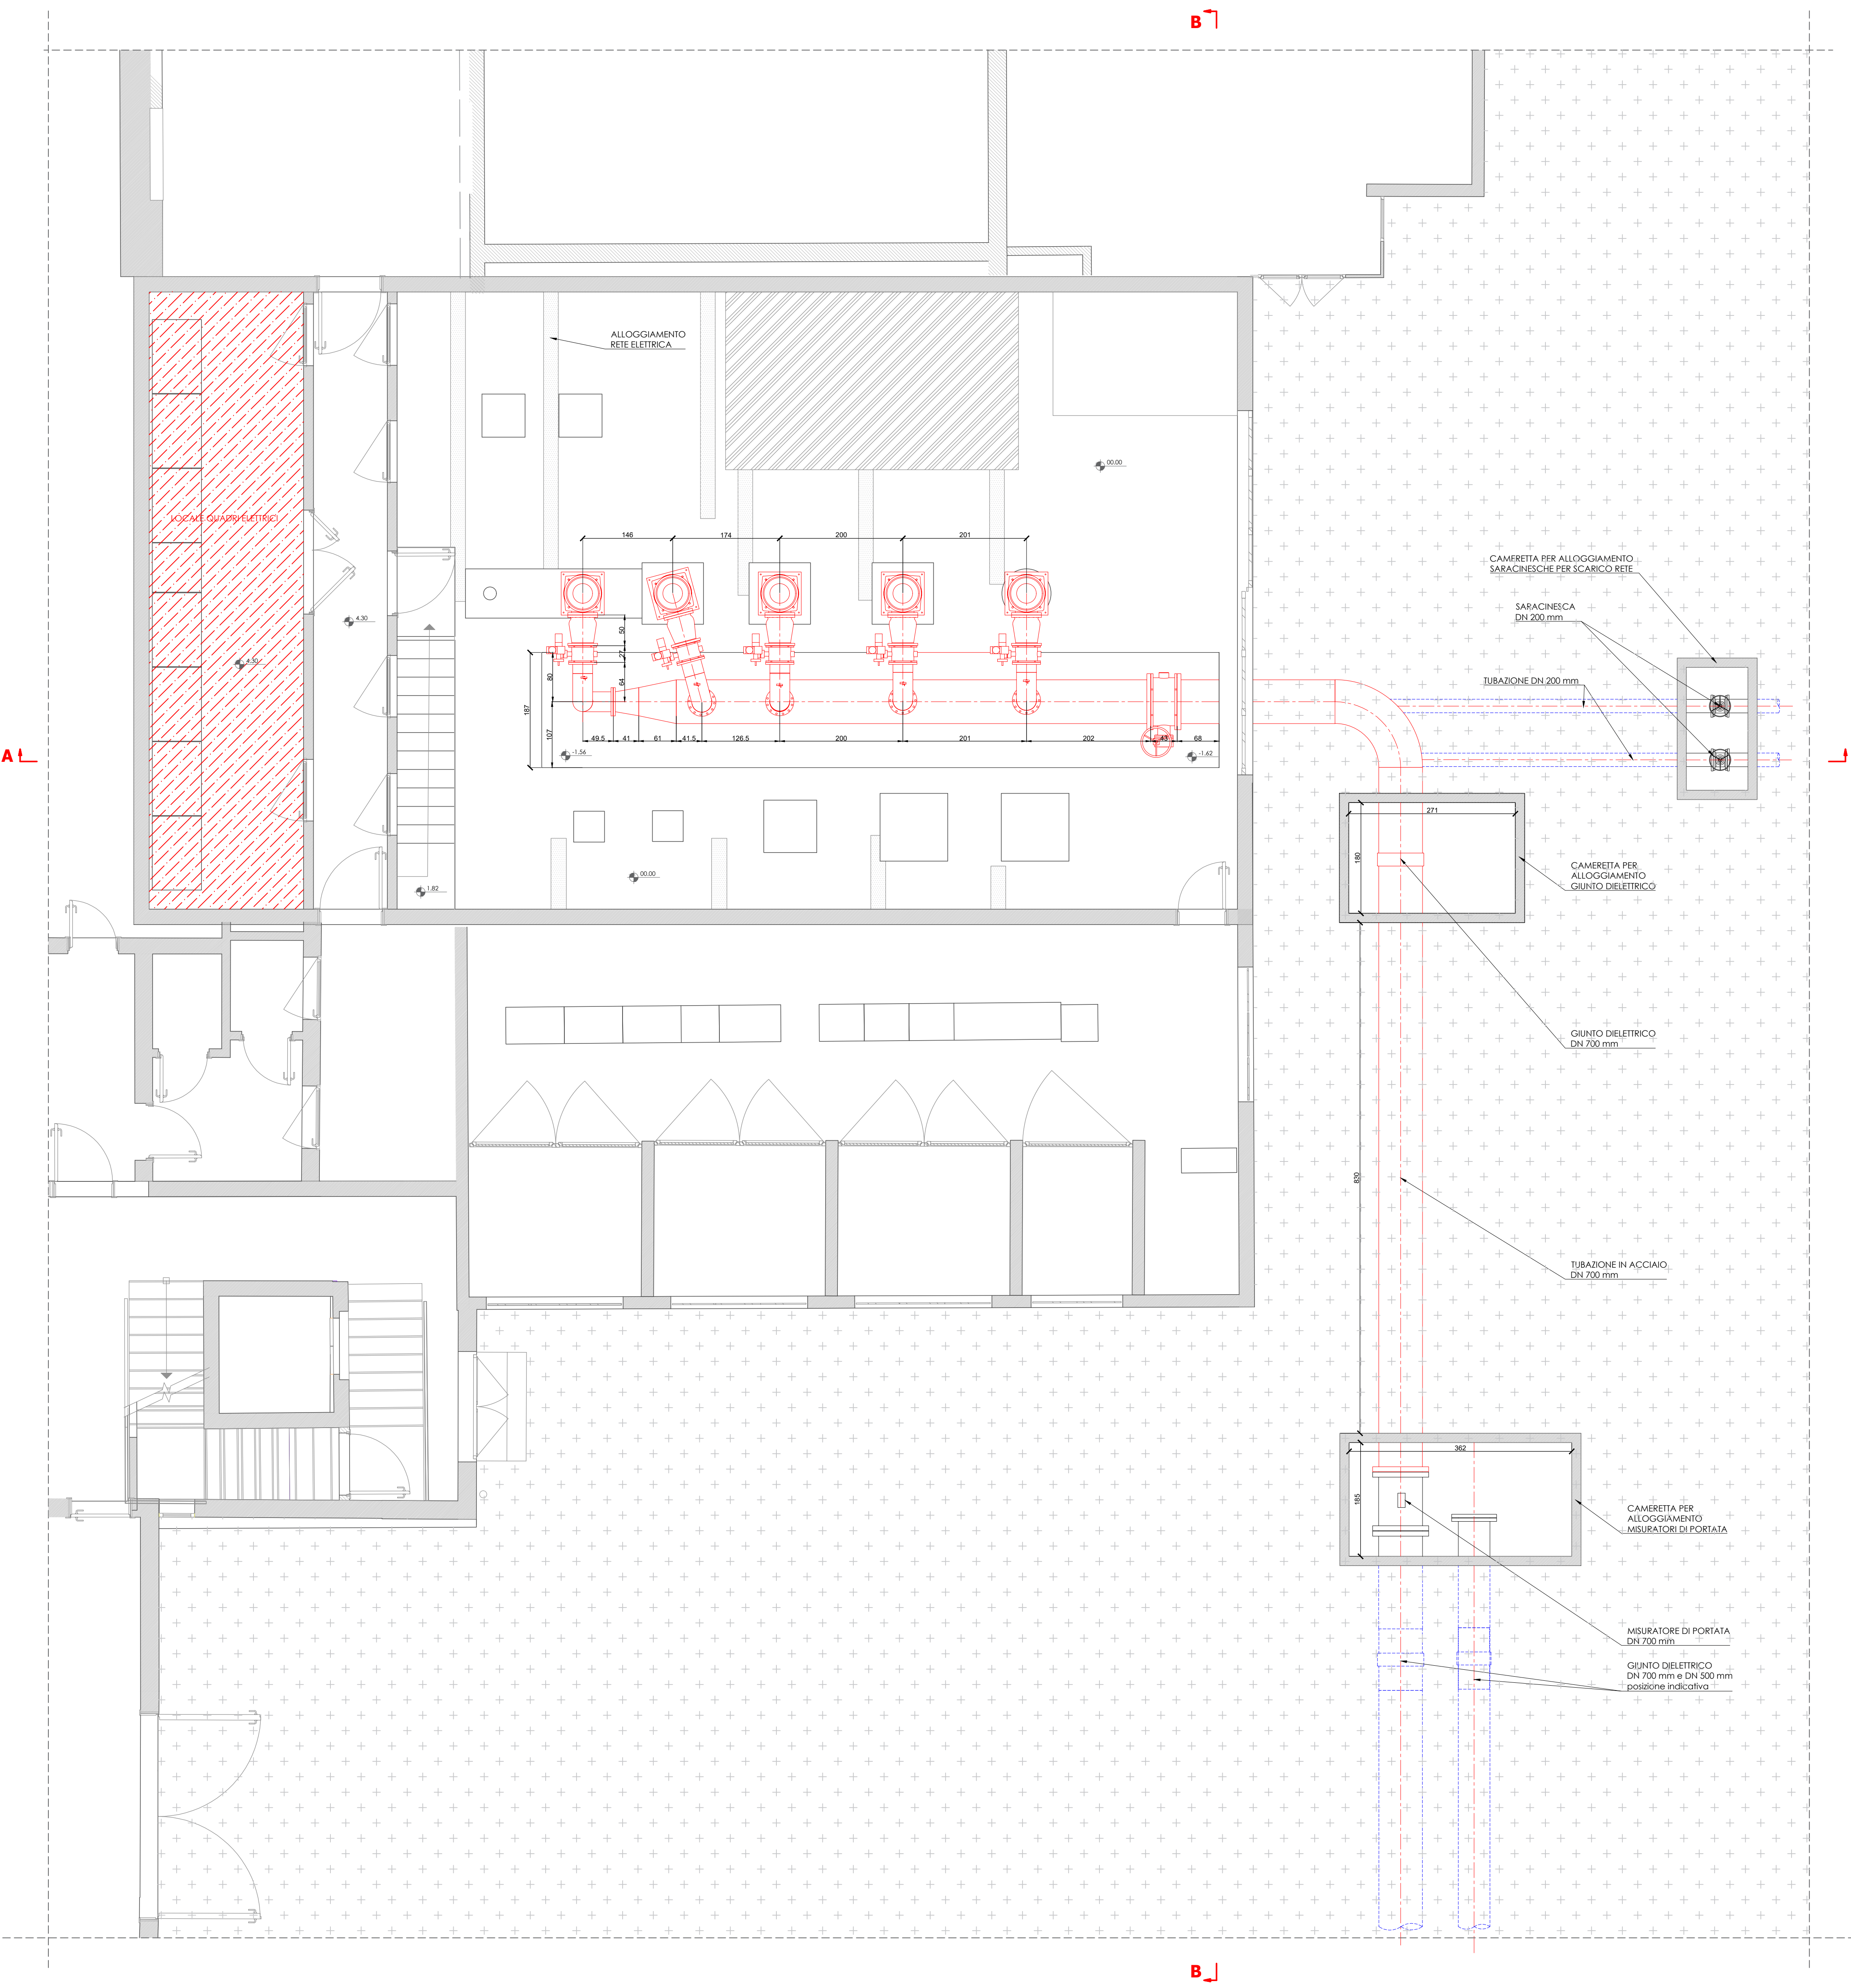 B
ALLOGGIAMENTO
RETE ELETTRICA
00.00
LOCALE QUADRI ELETTRICI
146
174
200
201
CAMERETTA PER ALLOGGIAMENTO
SARACINESCHE PER SCARICO RETE
SARACINESCA
DN 200 mm
4.30
4.30
50
27
64
80
187
107
TUBAZIONE DN 200 mm
49.5
41
61
41.5
126.5
200
201
202
43
68
-1.56
-1.62
A
271
180
CAMERETTA PER
ALLOGGIAMENTO
GIUNTO DIELETTRICO
00.00
1.82
GIUNTO DIELETTRICO
DN 700 mm
830
TUBAZIONE IN ACCIAIO
DN 700 mm
362
185
CAMERETTA PER
ALLOGGIAMENTO
MISURATORI DI PORTATA
MISURATORE DI PORTATA
DN 700 mm
GIUNTO DIELETTRICO
DN 700 mm e DN 500 mm
posizione indicativa
B